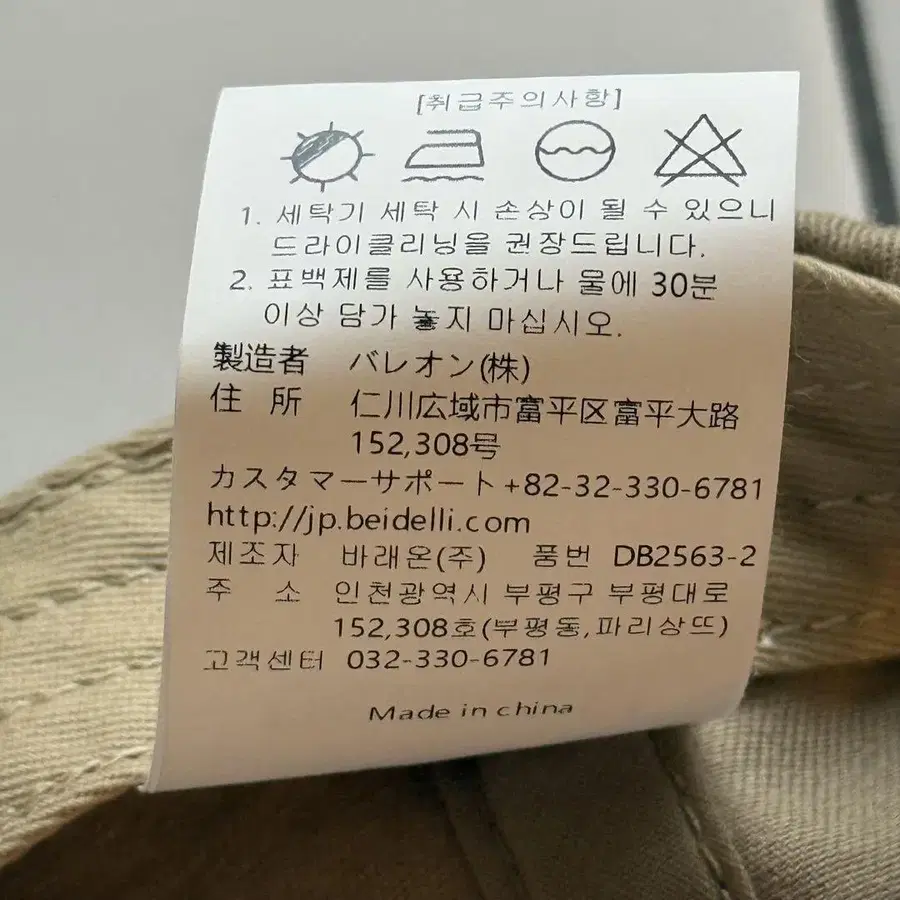 [취급주의사항]
1. 세탁기 세탁 시 손상이 될 수 있으니
드라이클리닝을 권장드립니다.
2. 표백제를 사용하거나 물에 30분
이상 담가 놓지 마십시오.
製造者 バレオン(株)
住 所 仁川広域市富平区富平大路
152,308号
カスタマーサポート+82-32-330-6781
http://jp.beidelli.com
제조자 바래온(주) 품번 DB2563-2
주 소 인천광역시 부평구 부평대로
152,308호(부평동,파리상뜨)
고객센터 032-330-6781
Made in china